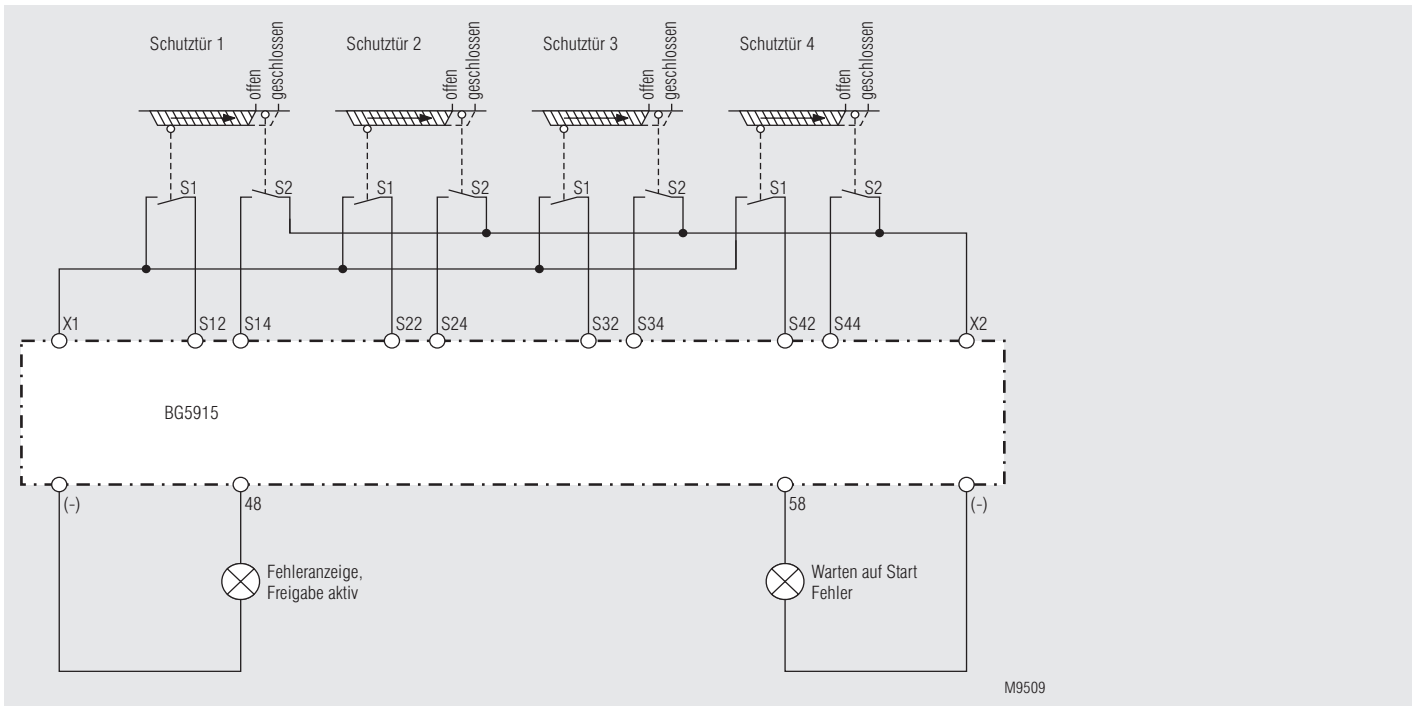 Schutztür 1
offen
geschlossen
Schutztür 2
offen
geschlossen
Schutztür 3
offen
geschlossen
Schutztür 4
offen
geschlossen
S1
S2
S1
S2
S1
S2
S1
S2
X1
S12
S14
S22
S24
S32
S34
S42
S44
X2
BG5915
(-)
48
58
(-)
Fehleranzeige,
Freigabe aktiv
Warten auf Start
Fehler
M9509